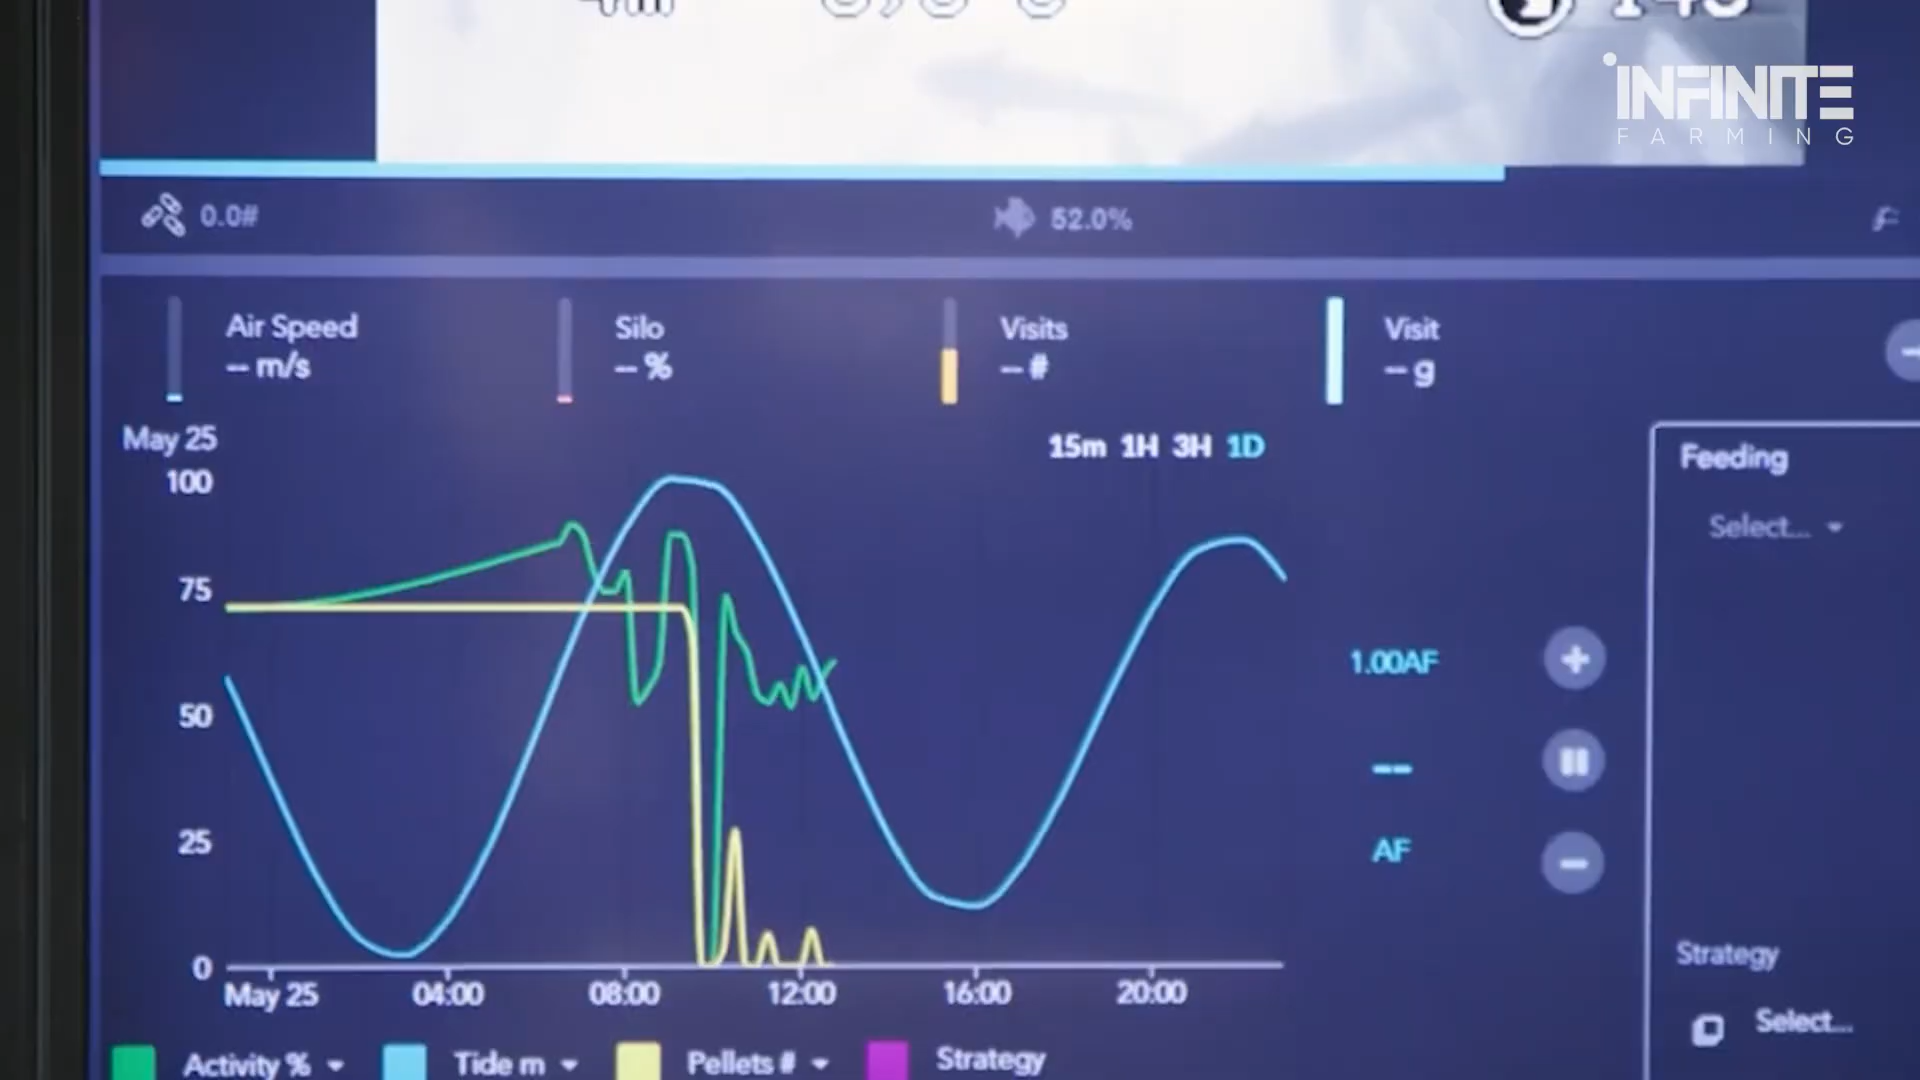 INFINITE
FARMING
0.0#
52.0%
Air Speed
-- m/s
Silo
-- %
Visits
-- #
Visit
-- g
May 25
15m 1H 3H 1D
100
75
50
25
0
May 25 04:00 08:00 12:00 16:00 20:00
Activity % Tide m Pellets # Strategy
1.00AF
--
AF
Feeding
Select...
Strategy
Select...